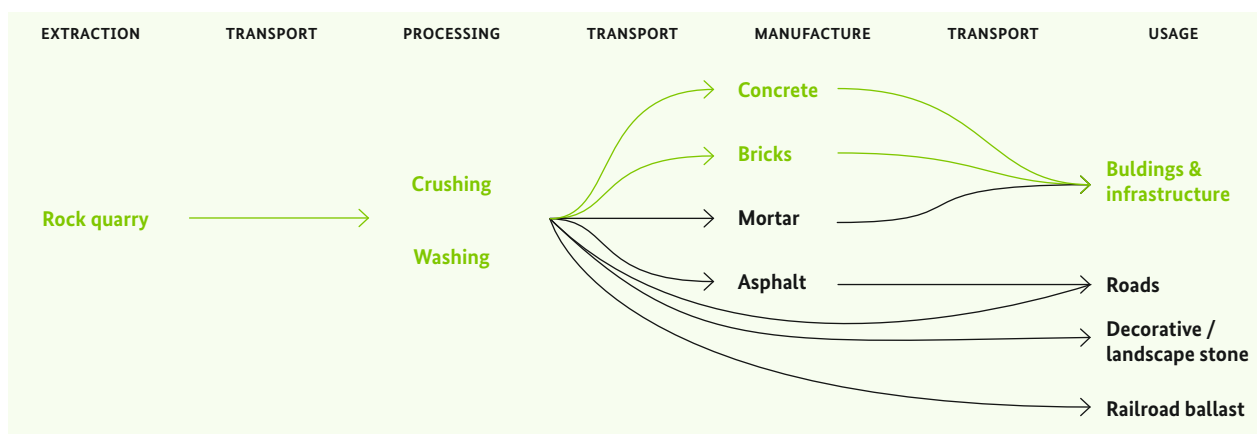 EXTRACTION TRANSPORT PROCESSING TRANSPORT MANUFACTURE TRANSPORT USAGE
Concrete
Bricks
Buldings &
infrastructure
Crushing
Rock quarry
Mortar
Washing
Asphalt
Roads
Decorative /
landscape stone
Railroad ballast